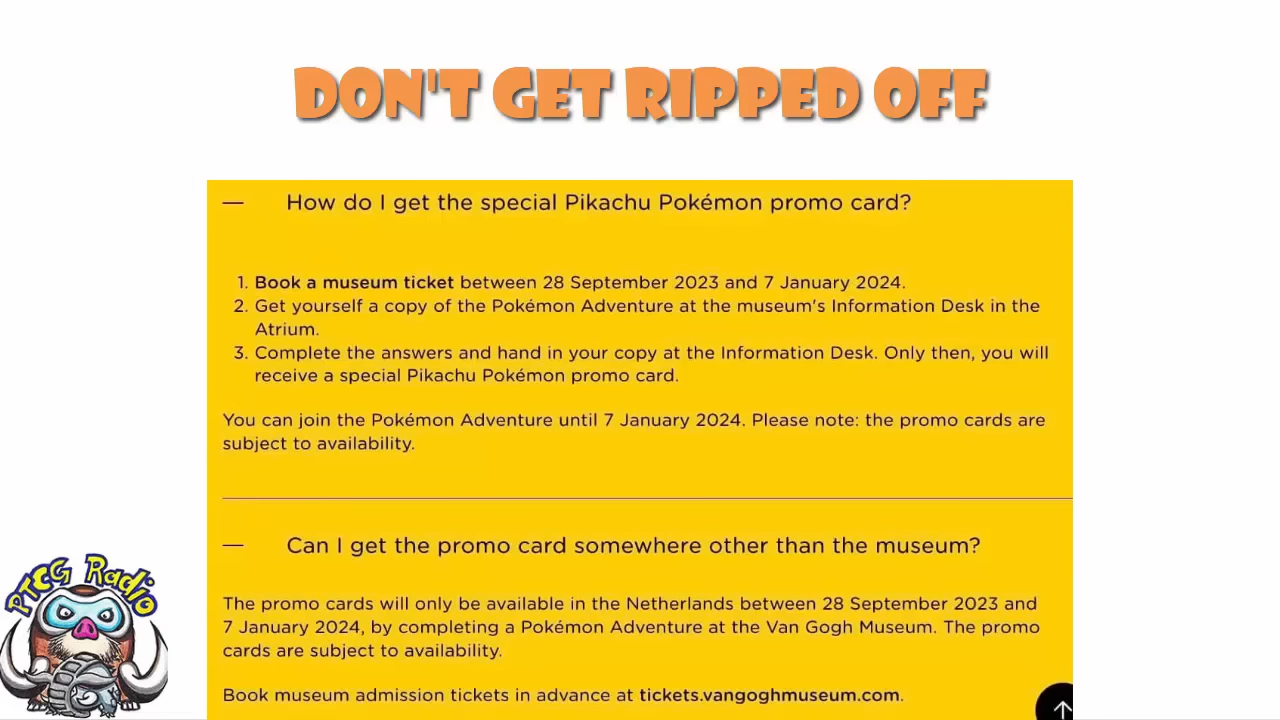 DON'T GET RIPPED OFF
— How do I get the special Pikachu Pokémon promo card?
1. Book a museum ticket between 28 September 2023 and 7 January 2024.
2. Get yourself a copy of the Pokémon Adventure at the museum's Information Desk in the
Atrium.
3. Complete the answers and hand in your copy at the Information Desk. Only then, you will
receive a special Pikachu Pokémon promo card.
You can join the Pokémon Adventure until 7 January 2024. Please note: the promo cards are
subject to availability.
— Can I get the promo card somewhere other than the museum?
The promo cards will only be available in the Netherlands between 28 September 2023 and
7 January 2024, by completing a Pokémon Adventure at the Van Gogh Museum. The promo
cards are subject to availability.
Book museum admission tickets in advance at tickets.vangoghmuseum.com.
PTCG Radio